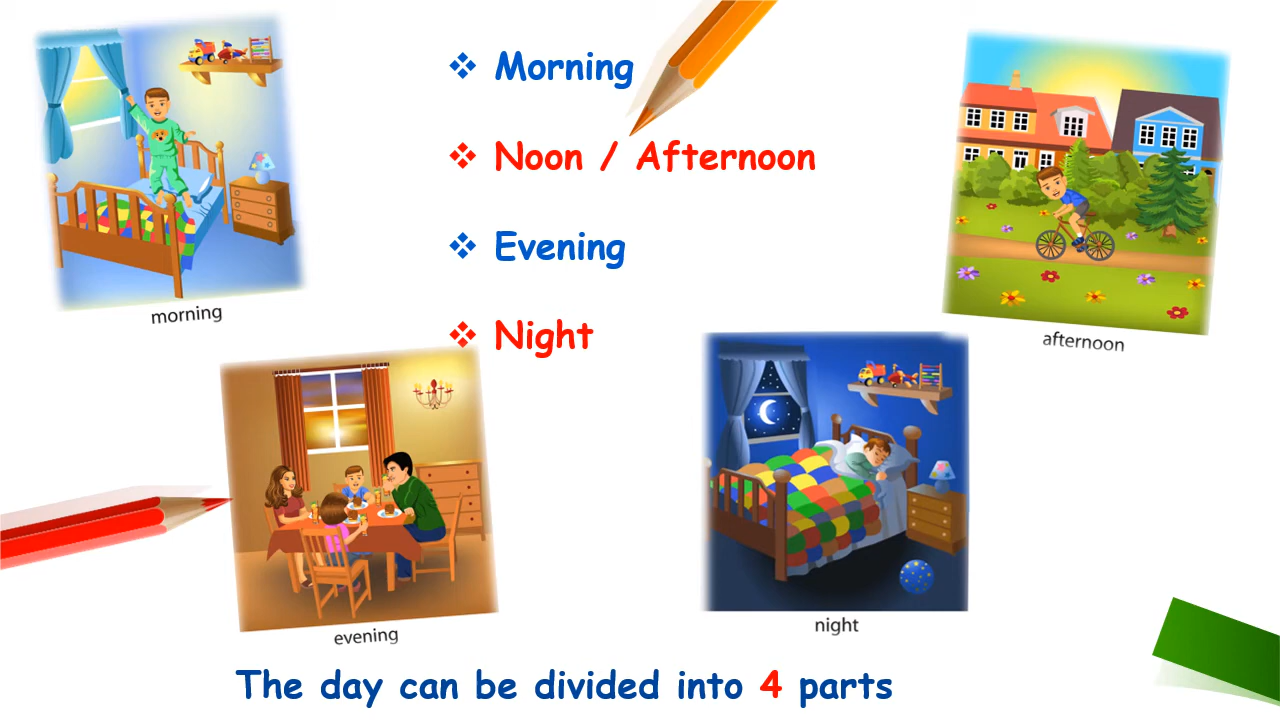 ❖ Morning
❖ Noon / Afternoon
❖ Evening
❖ Night
morning
afternoon
evening
night
The day can be divided into 4 parts